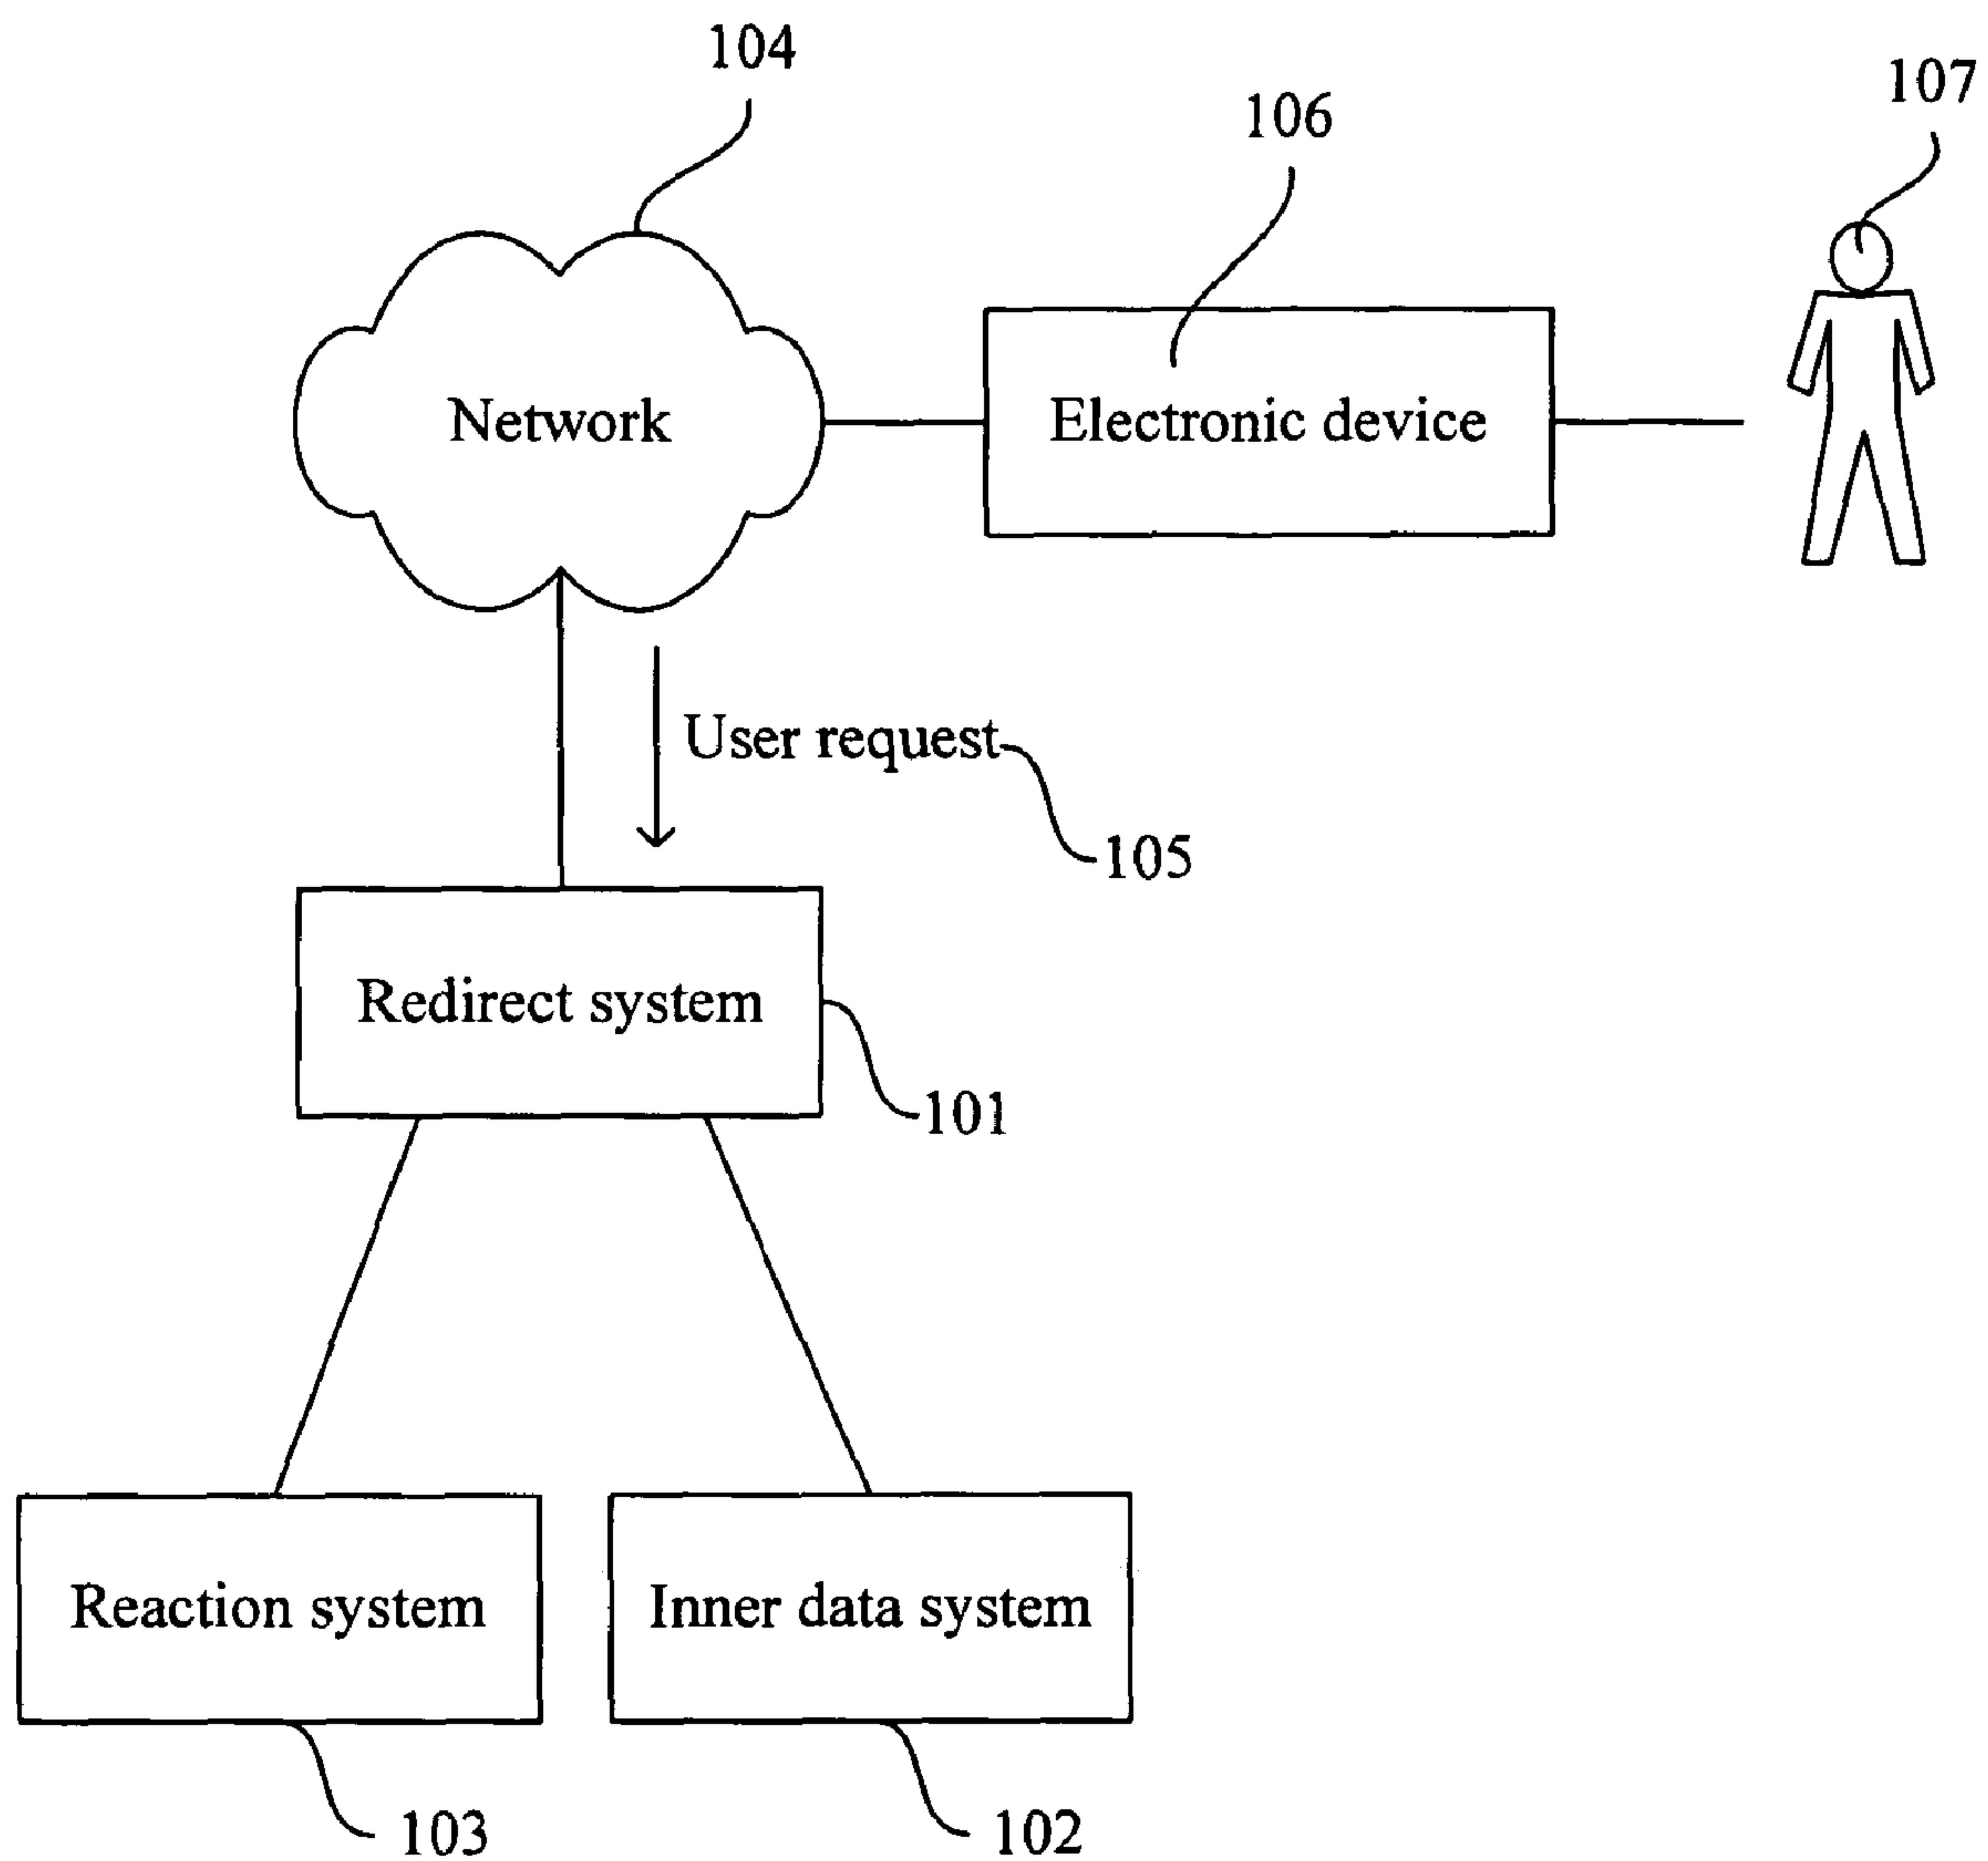 104
107
106
Network
Electronic device
User request
105
Redirect system
101
Reaction system
Inner data system
103
102